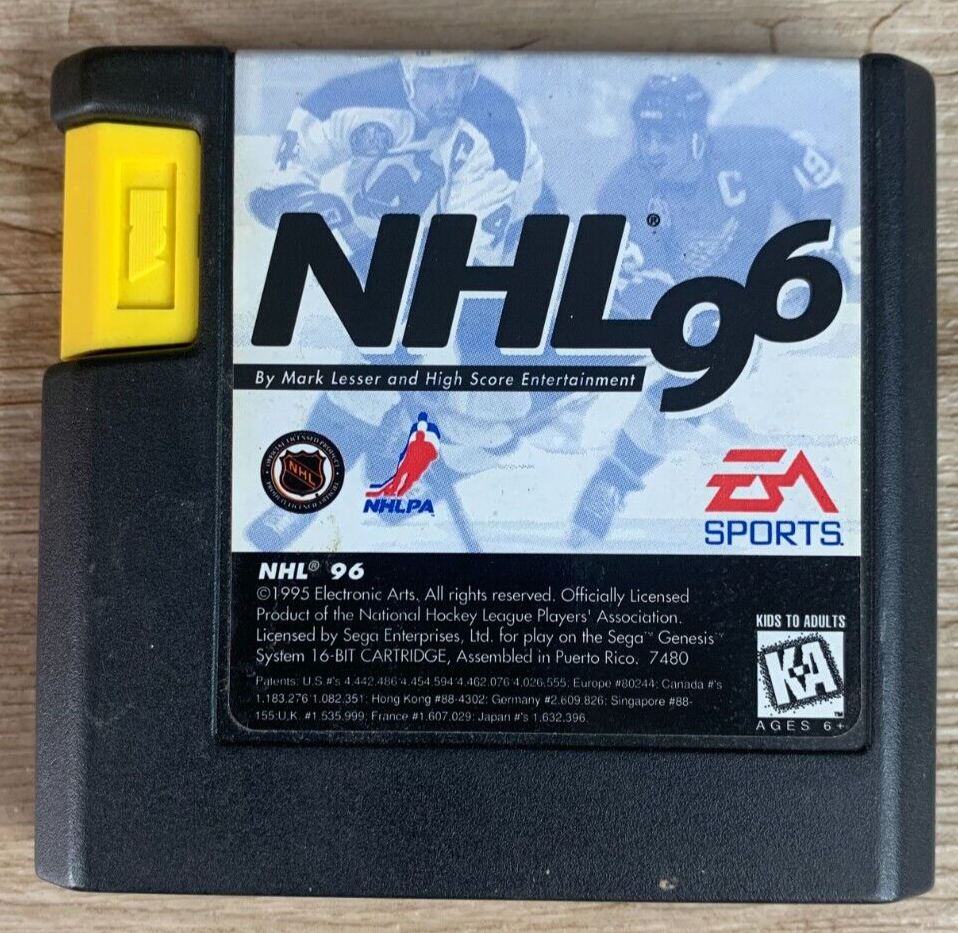 NHL® 96
By Mark Lesser and High Score Entertainment
NHL
NHLPA
EA
SPORTS
NHL® 96
©1995 Electronic Arts. All rights reserved. Officially Licensed
Product of the National Hockey League Players' Association.
Licensed by Sega Enterprises, Ltd. for play on the Sega™ Genesis™
System 16-BIT CARTRIDGE, Assembled in Puerto Rico. 7480
Patents: U.S.#'s 4,442,486 4,454,594 4,462,076 4,026,555; Europe #80244; Canada #'s
1,183,276 1,082,351; Hong Kong #88-4302; Germany #2,609,826; Singapore #88-
155;U.K. #1,535,999; France #1,607,029; Japan #'s 1,632,396.
KIDS TO ADULTS
K-A
™
AGES 6+